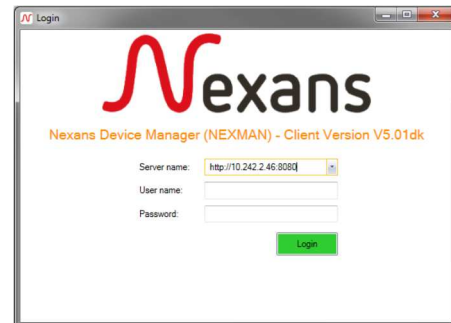 Login
Nexans
Nexans Device Manager (NEXMAN) - Client Version V5.01dk
Server name: http://10.242.2.46:8080
User name:
Password:
Login